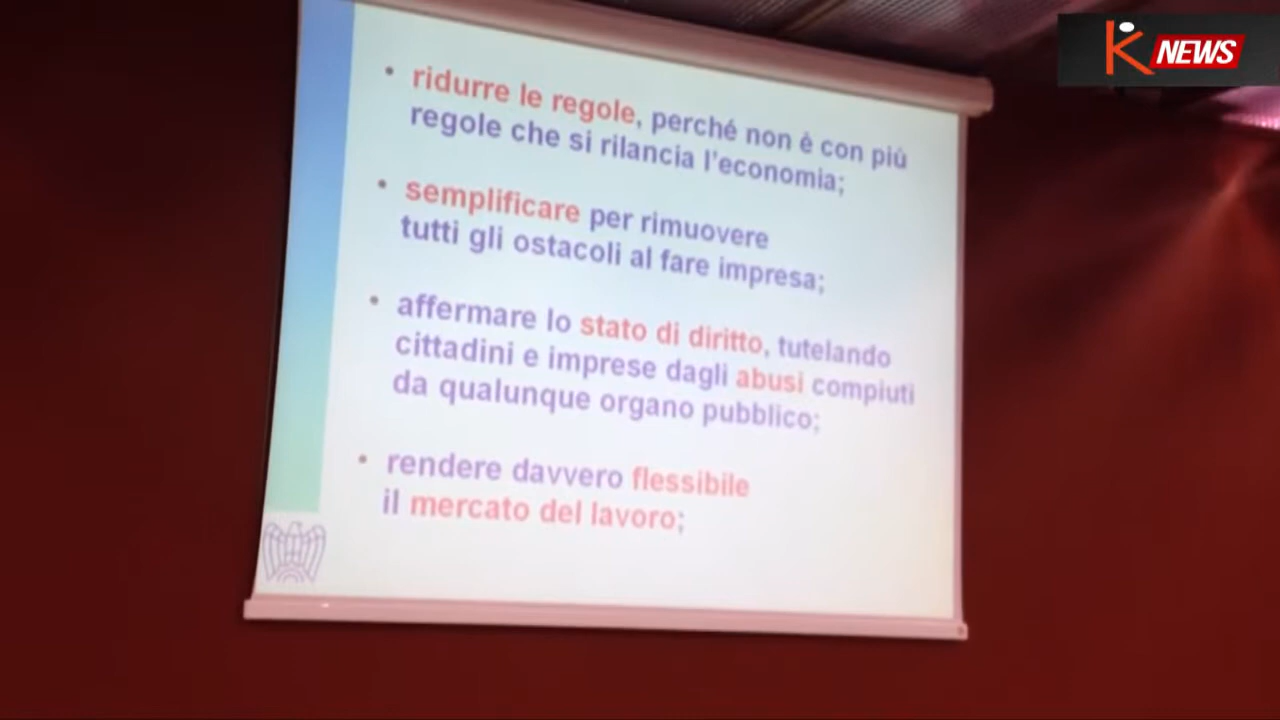 K NEWS
• ridurre le regole, perché non è con più
regole che si rilancia l'economia;
• semplificare per rimuovere
tutti gli ostacoli al fare impresa;
• affermare lo stato di diritto, tutelando
cittadini e imprese dagli abusi compiuti
da qualunque organo pubblico;
• rendere davvero flessibile
il mercato del lavoro;